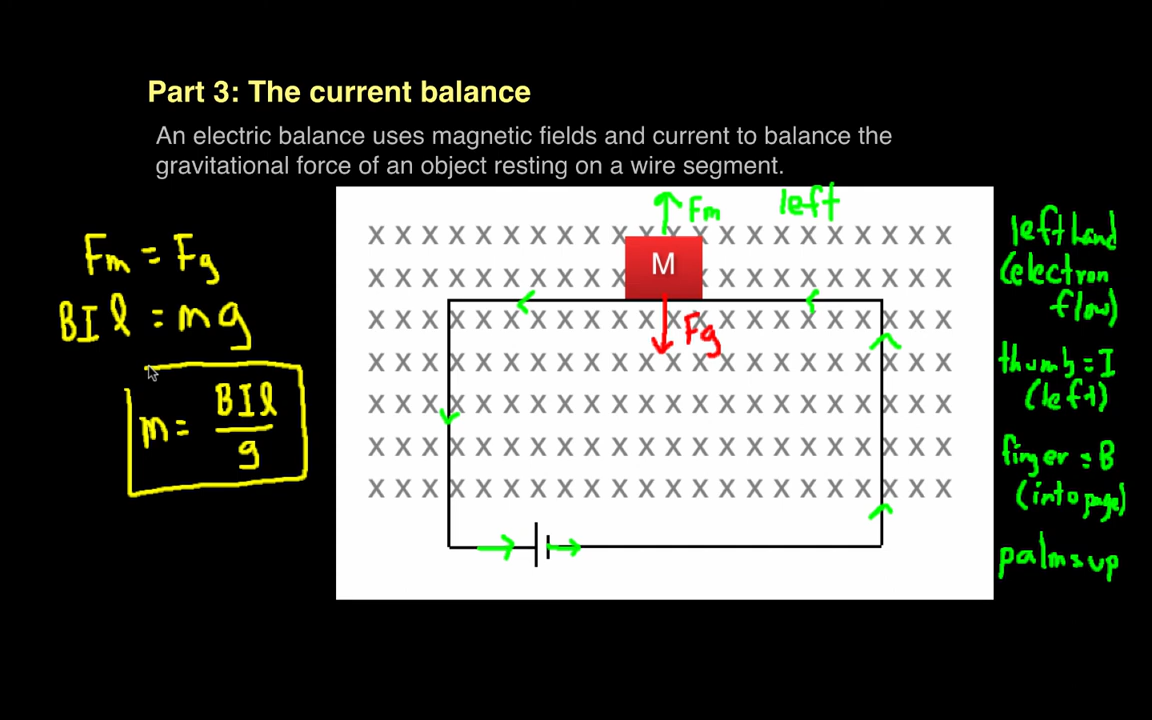 Part 3: The current balance
An electric balance uses magnetic fields and current to balance the
gravitational force of an object resting on a wire segment.
Fm = Fg
BIl = mg
m = BIl
g
Fm
left
x x x x x x x x x x x x x x x x x x x x
M
x x x x x x x x x x x x x x x x x x x x
x x x x x x x x x x x x x x x x x x x x x x
Fg
x x x x x x x x x x x x x x x x x x x x x x
x x x x x x x x x x x x x x x x x x x x x x
x x x x x x x x x x x x x x x x x x x x x x
x x x x x x x x x x x x x x x x x x x x x x
left hand
(electron
flow)
thumb = I
(left)
finger = B
(into page)
palm = up